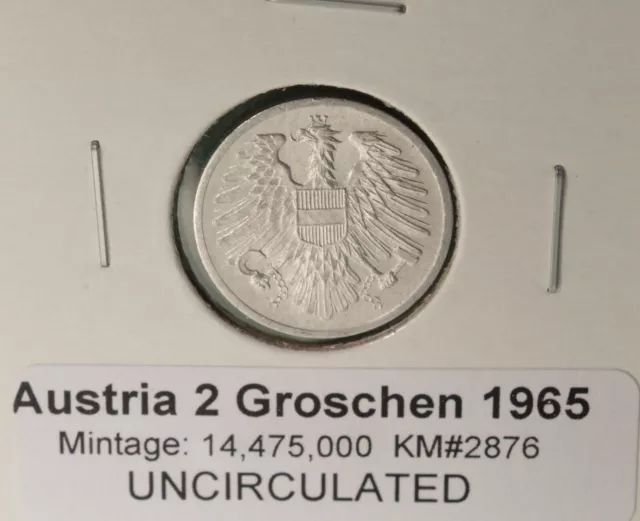 Austria 2 Groschen 1965
Mintage: 14,475,000 KM#2876
UNCIRCULATED